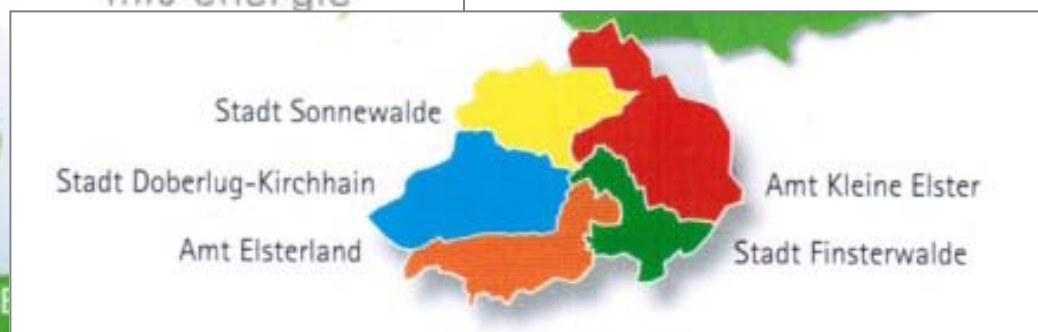 Stadt Sonnewalde
Stadt Doberlug-Kirchhain
Amt Elsterland
Amt Kleine Elster
Stadt Finsterwalde